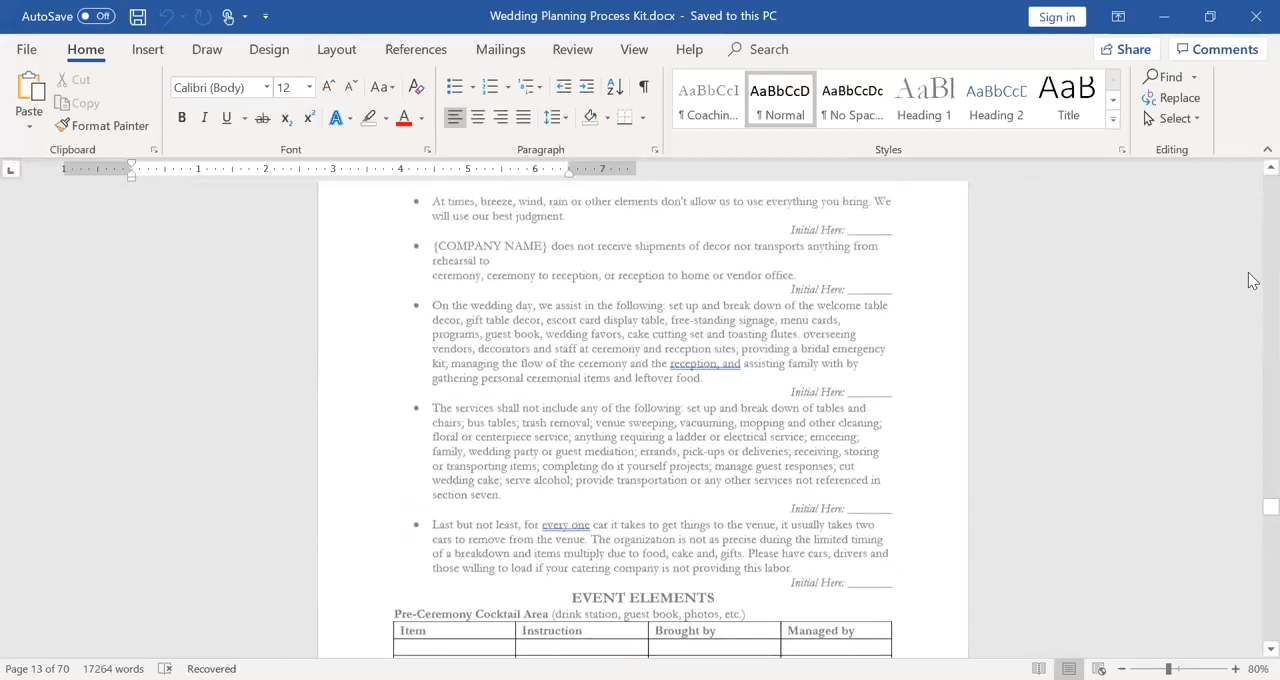 AutoSave Off Wedding Planning Process Kit.docx - Saved to this PC Sign in
File Home Insert Draw Design Layout References Mailings Review View Help Search Share Comments
Paste
Cut
Copy
Format Painter
Clipboard
Calibri (Body) 12
Font
Paragraph
AaBbCcI AaBbCcD AaBbCcDc AaBbl AaBbCcD AaB
¶ Coachin... ¶ Normal ¶ No Spac... Heading 1 Heading 2 Title
Styles
Find
Replace
Select
Editing
1 1 2 3 4 5 6 7
• At times, breeze, wind, rain or other elements don't allow us to use everything you bring. We
will use our best judgment.
Initial Here: _______
• {COMPANY NAME} does not receive shipments of decor nor transports anything from
rehearsal to
ceremony, ceremony to reception, or reception to home or vendor office.
Initial Here: _______
• On the wedding day, we assist in the following: set up and break down of the welcome table
decor, gift table decor, escort card display table, free-standing signage, menu cards,
programs, guest book, wedding favors, cake cutting set and toasting flutes. overseeing
vendors, decorators and staff at ceremony and reception sites; providing a bridal emergency
kit; managing the flow of the ceremony and the reception, and assisting family with by
gathering personal ceremonial items and leftover food.
Initial Here: _______
• The services shall not include any of the following: set up and break down of tables and
chairs; bus tables; trash removal; venue sweeping, vacuuming, mopping and other cleaning;
floral or centerpiece service; anything requiring a ladder or electrical service; emceeing;
family, wedding party or guest mediation; errands, pick-ups or deliveries; receiving, storing
or transporting items; completing do it yourself projects; manage guest responses; cut
wedding cake; serve alcohol; provide transportation or any other services not referenced in
section seven.
Initial Here: _______
• Last but not least, for every one car it takes to get things to the venue, it usually takes two
cars to remove from the venue. The organization is not as precise during the limited timing
of a breakdown and items multiply due to food, cake and, gifts. Please have cars, drivers and
those willing to load if your catering company is not providing this labor.
Initial Here: _______
EVENT ELEMENTS
Pre-Ceremony Cocktail Area (drink station, guest book, photos, etc.)
Item Instruction Brought by Managed by
Page 13 of 70 17264 words Recovered 80%